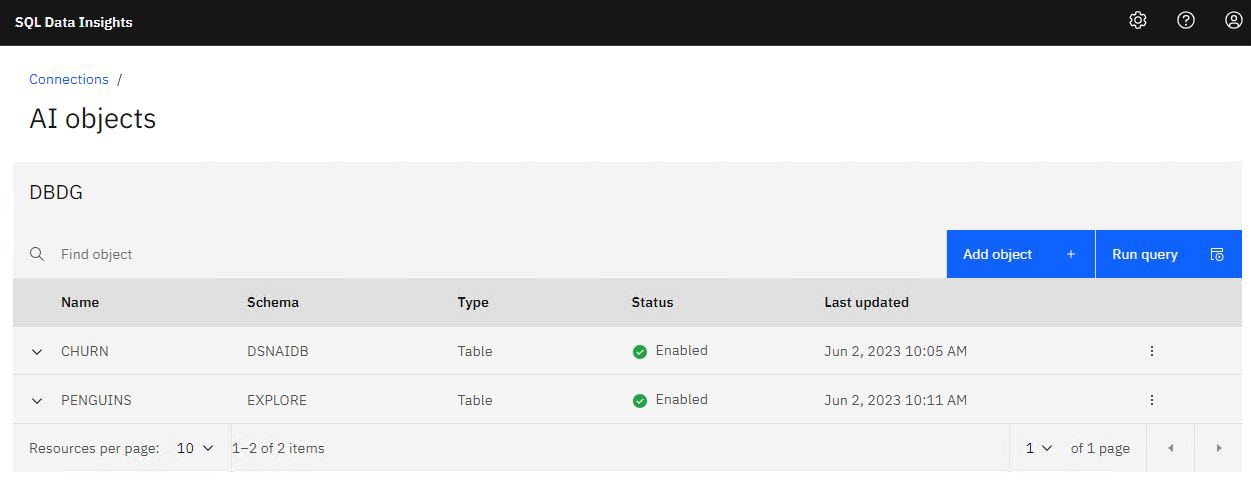 SQL Data Insights
Connections /
AI objects
DBDG
Find object
Add object + Run query
Name Schema Type Status Last updated
CHURN DSNAIDB Table Enabled Jun 2, 2023 10:05 AM
PENGUINS EXPLORE Table Enabled Jun 2, 2023 10:11 AM
Resources per page: 10 1–2 of 2 items 1 of 1 page